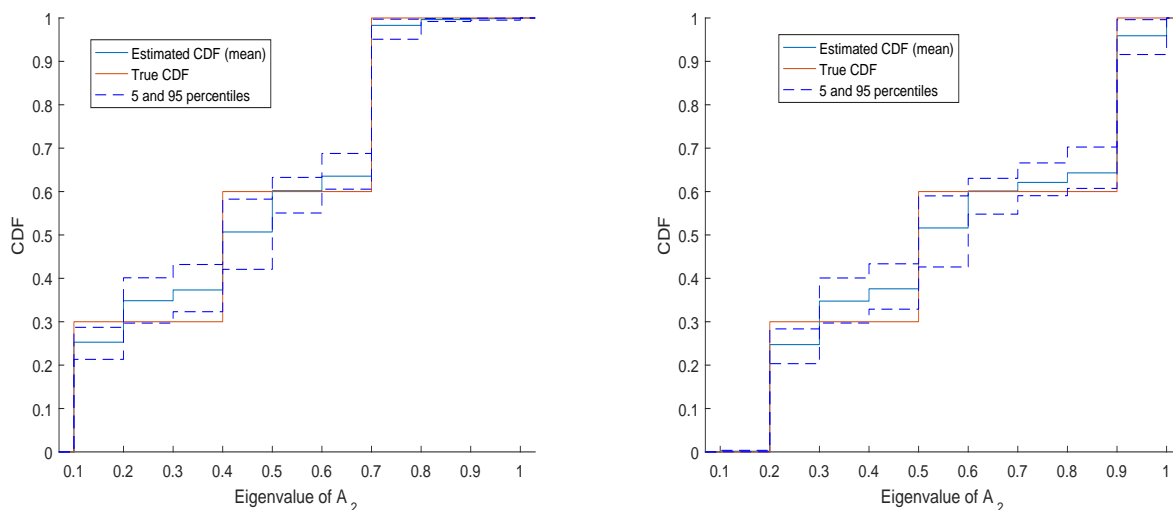 1
0.9
0.8
0.7
0.6
0.5
0.4
0.3
0.2
0.1
0
CDF
Estimated CDF (mean)
True CDF
5 and 95 percentiles
0.1 0.2 0.3 0.4 0.5 0.6 0.7 0.8 0.9 1
Eigenvalue of A₂
1
0.9
0.8
0.7
0.6
0.5
0.4
0.3
0.2
0.1
0
CDF
Estimated CDF (mean)
True CDF
5 and 95 percentiles
0.1 0.2 0.3 0.4 0.5 0.6 0.7 0.8 0.9 1
Eigenvalue of A₂